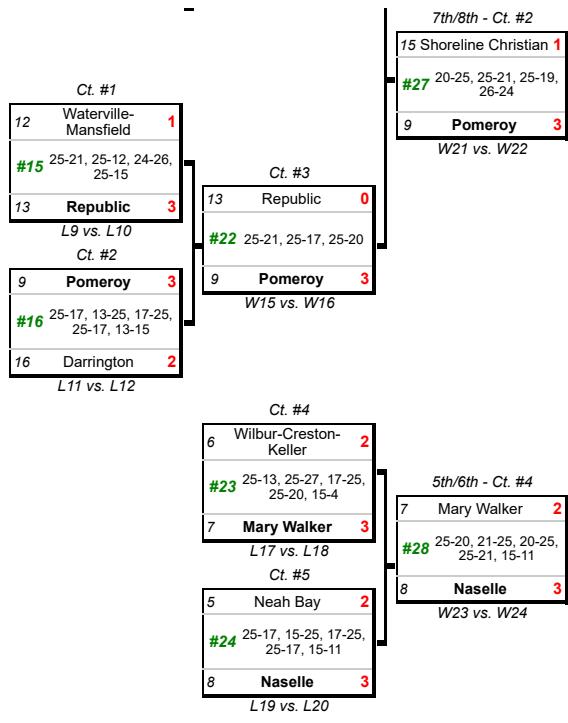 7th/8th - Ct. #2
15 Shoreline Christian 1
#27 20-25, 25-21, 25-19,
26-24
9 Pomeroy 3
W21 vs. W22
Ct. #1
12 Waterville-
Mansfield 1
#15 25-21, 25-12, 24-26,
25-15
13 Republic 3
L9 vs. L10
Ct. #3
13 Republic 0
#22 25-21, 25-17, 25-20
9 Pomeroy 3
W15 vs. W16
Ct. #2
9 Pomeroy 3
#16 25-17, 13-25, 17-25,
25-17, 13-15
16 Darrington 2
L11 vs. L12
Ct. #4
6 Wilbur-Creston-
Keller 2
#23 25-13, 25-27, 17-25,
25-20, 15-4
7 Mary Walker 3
L17 vs. L18
5th/6th - Ct. #4
7 Mary Walker 2
#28 25-20, 21-25, 20-25,
25-21, 15-11
8 Naselle 3
W23 vs. W24
Ct. #5
5 Neah Bay 2
#24 25-17, 15-25, 17-25,
25-17, 15-11
8 Naselle 3
L19 vs. L20